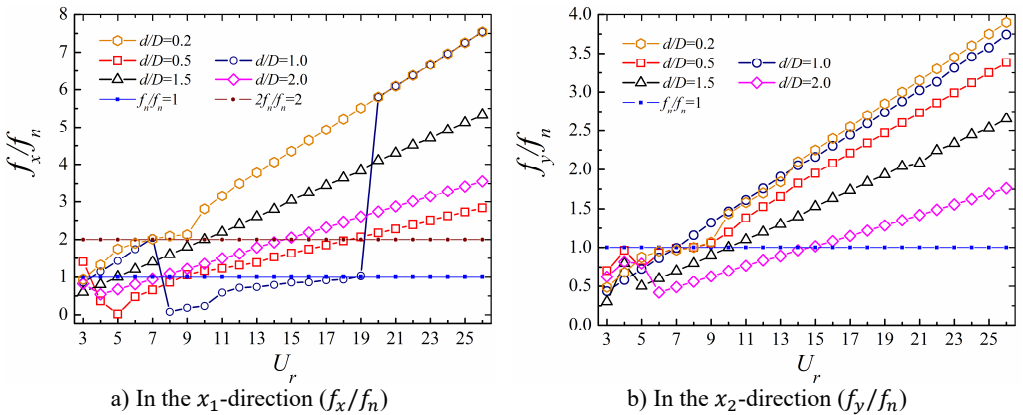 a)
b)
8
7
6
5
4
3
2
1
0
f_x/f_n
d/D=0.2
d/D=0.5
d/D=1.0
d/D=1.5
d/D=2.0
f_n/f_n=1
2f_n/f_n=2
3 5 7 9 11 13 15 17 19 21 23 25
U_r
4.0
3.5
3.0
2.5
2.0
1.5
1.0
0.5
0.0
f_y/f_n
d/D=0.2
d/D=0.5
d/D=1.0
d/D=1.5
d/D=2.0
f_n/f_n=1
3 5 7 9 11 13 15 17 19 21 23 25
U_r
a) In the x₁-direction (f_x/f_n)
b) In the x₂-direction (f_y/f_n)